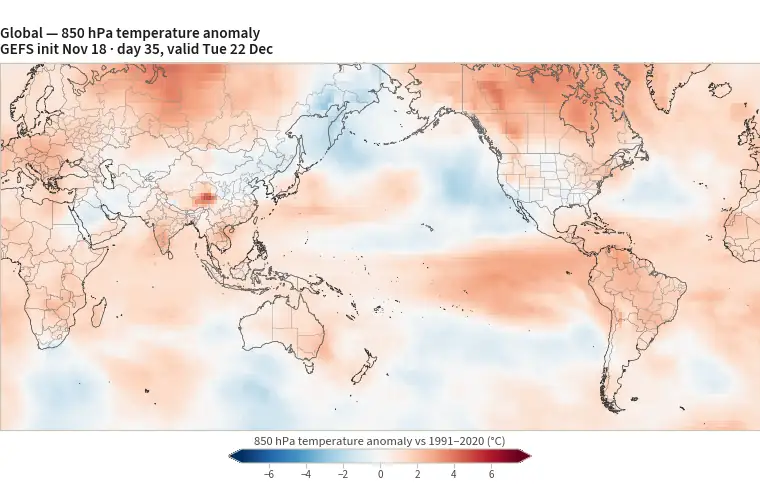 Global — 850 hPa temperature anomaly
GEFS init Nov 18 · day 35, valid Tue 22 Dec
850 hPa temperature anomaly vs 1991–2020 (°C)
−6 −4 −2 0 2 4 6